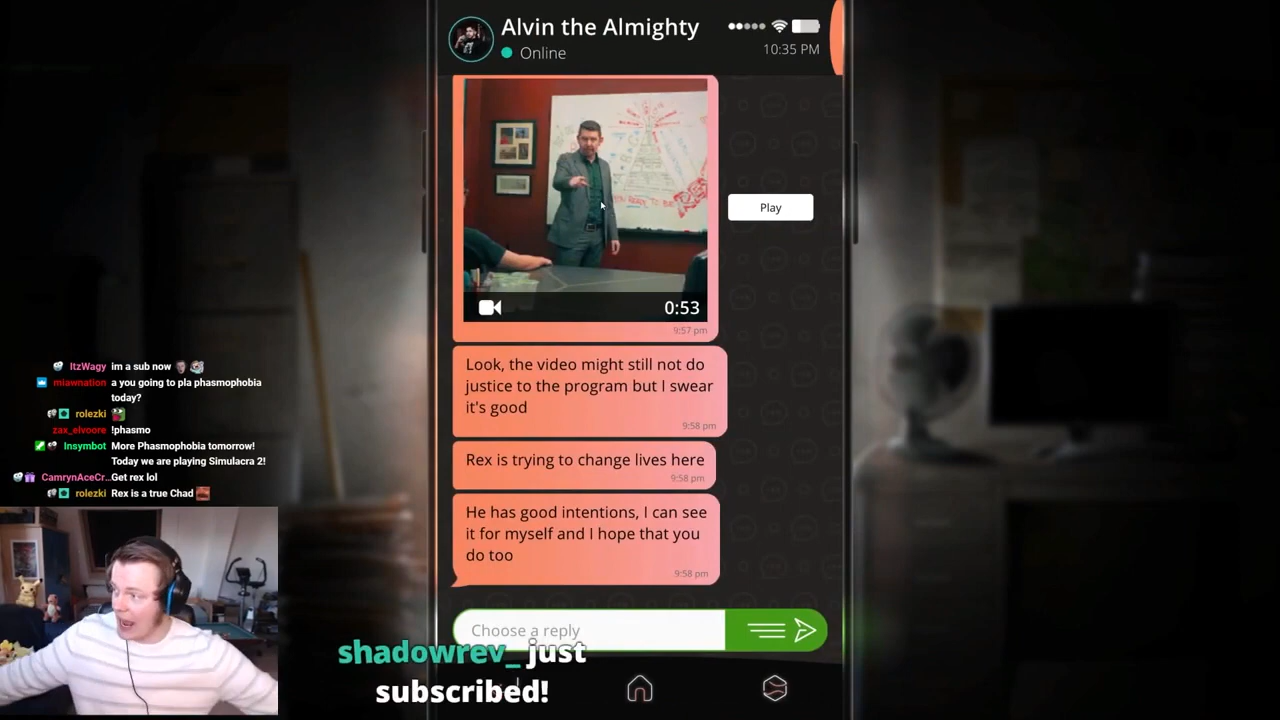 Alvin the Almighty
Online
10:35 PM
Play
0:53
9:57 pm
Look, the video might still not do
justice to the program but I swear
it's good
9:58 pm
Rex is trying to change lives here
9:58 pm
He has good intentions, I can see
it for myself and I hope that you
do too
9:58 pm
Choose a reply
ItzWagy im a sub now
miawnation a you going to pla phasmophobia
today?
rolezki
zax_elvoore !phasmo
Insymbot More Phasmophobia tomorrow!
Today we are playing Simulacra 2!
CamrynAceCr... Get rex lol
rolezki Rex is a true Chad
shadowrev_ just
subscribed!